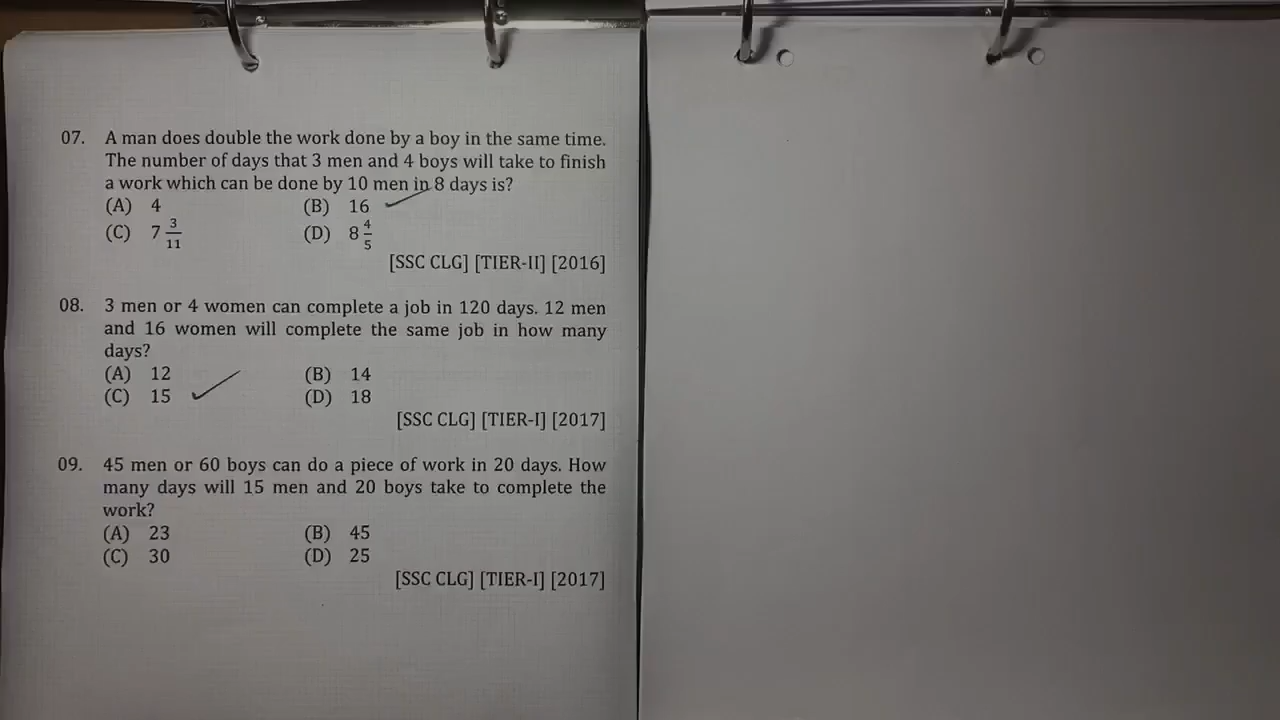 07. A man does double the work done by a boy in the same time.
The number of days that 3 men and 4 boys will take to finish
a work which can be done by 10 men in 8 days is?
(A) 4 (B) 16
(C) 7 3/11 (D) 8 4/5
[SSC CLG] [TIER-II] [2016]
08. 3 men or 4 women can complete a job in 120 days. 12 men
and 16 women will complete the same job in how many
days?
(A) 12 (B) 14
(C) 15 (D) 18
[SSC CLG] [TIER-I] [2017]
09. 45 men or 60 boys can do a piece of work in 20 days. How
many days will 15 men and 20 boys take to complete the
work?
(A) 23 (B) 45
(C) 30 (D) 25
[SSC CLG] [TIER-I] [2017]